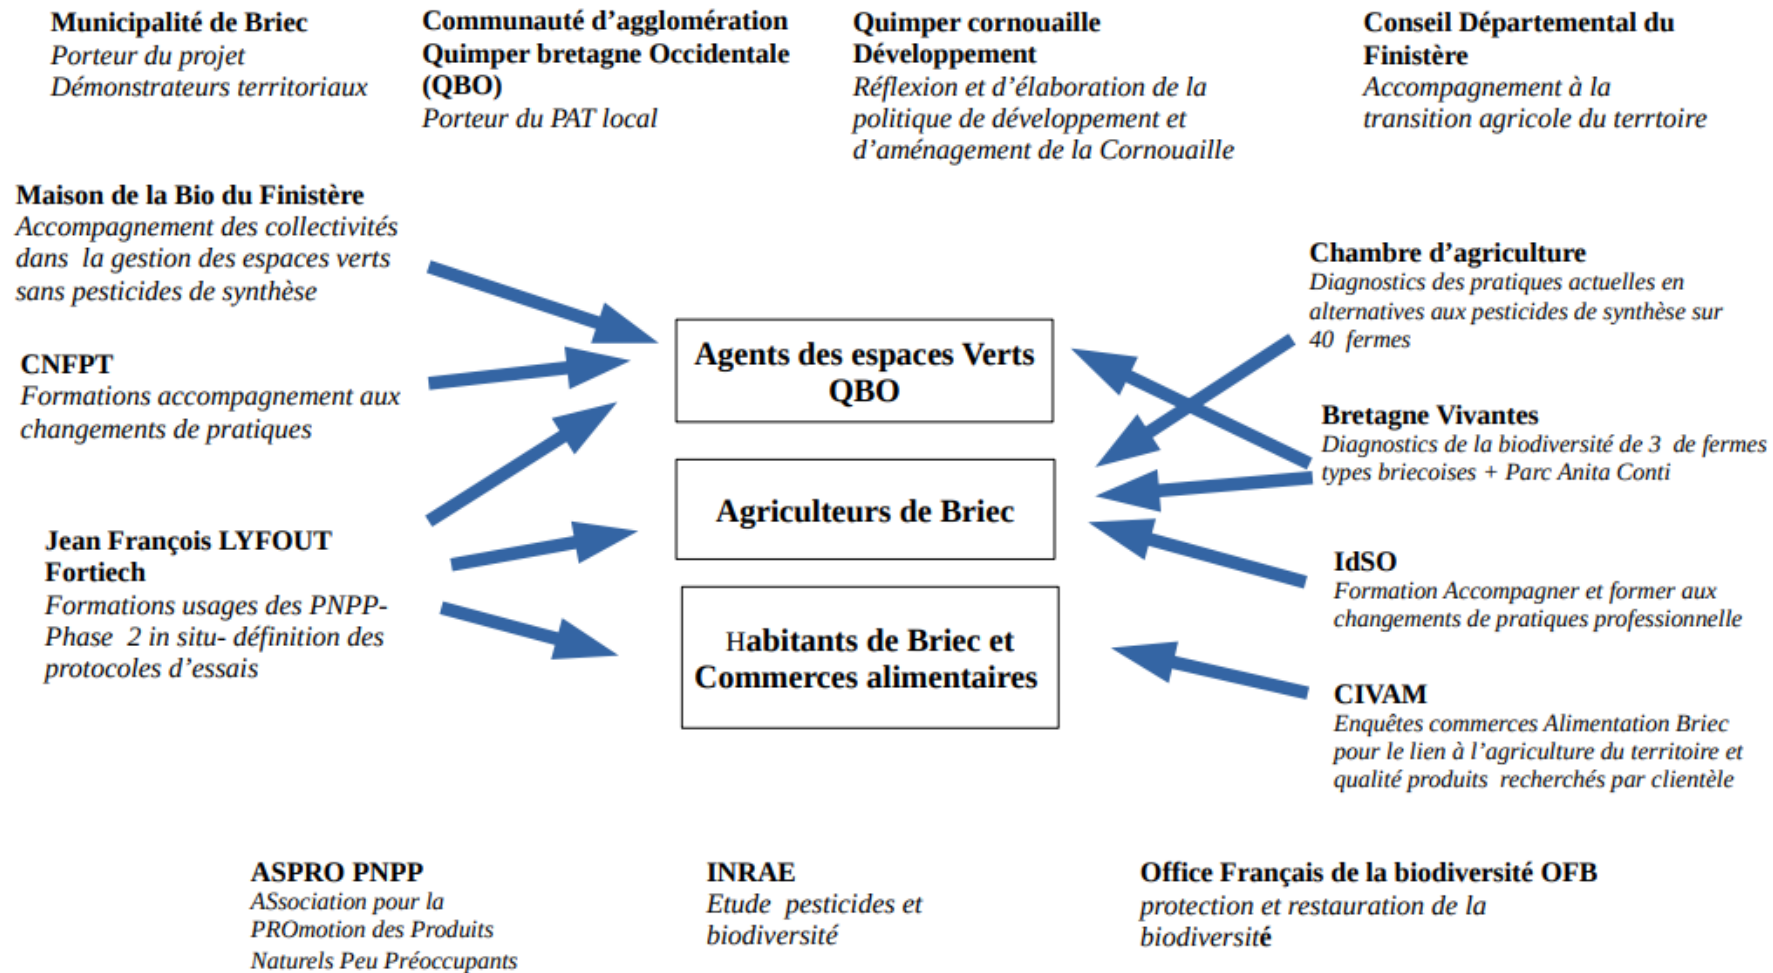 Municipalité de Briec
Porteur du projet
Démonstrateurs territoriaux
Communauté d’agglomération
Quimper bretagne Occidentale
(QBO)
Porteur du PAT local
Quimper cornouaille
Développement
Réflexion et d’élaboration de la
politique de développement et
d’aménagement de la Cornouaille
Conseil Départemental du
Finistère
Accompagnement à la
transition agricole du terrtoire
Maison de la Bio du Finistère
Accompagnement des collectivités
dans la gestion des espaces verts
sans pesticides de synthèse
CNFPT
Formations accompagnement aux
changements de pratiques
Jean François LYFOUT
Fortiech
Formations usages des PNPP-
Phase 2 in situ- définition des
protocoles d’essais
Agents des espaces Verts
QBO
Agriculteurs de Briec
Habitants de Briec et
Commerces alimentaires
Chambre d’agriculture
Diagnostics des pratiques actuelles en
alternatives aux pesticides de synthèse sur
40 fermes
Bretagne Vivantes
Diagnostics de la biodiversité de 3 de fermes
types briecoises + Parc Anita Conti
IdSO
Formation Accompagner et former aux
changements de pratiques professionnelle
CIVAM
Enquêtes commerces Alimentation Briec
pour le lien à l’agriculture du territoire et
qualité produits recherchés par clientèle
ASPRO PNPP
ASsociation pour la
PROmotion des Produits
Naturels Peu Préoccupants
INRAE
Etude pesticides et
biodiversité
Office Français de la biodiversité OFB
protection et restauration de la
biodiversité